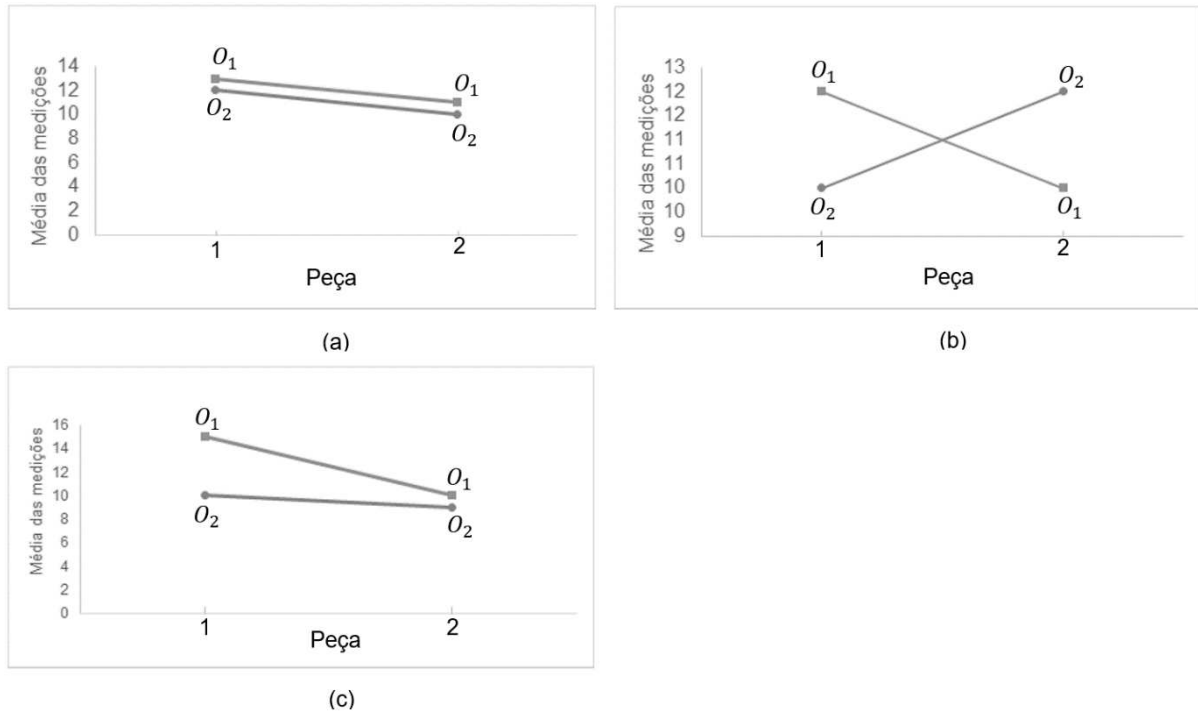 Média das medições
14
12
10
8
6
4
2
0
O₁
O₂
O₁
O₂
1
2
Peça
(a)
Média das medições
13
12
12
11
11
10
10
9
O₁
O₂
O₂
O₁
1
2
Peça
(b)
Média das medições
16
14
12
10
8
6
4
2
0
O₁
O₂
O₁
O₂
1
2
Peça
(c)